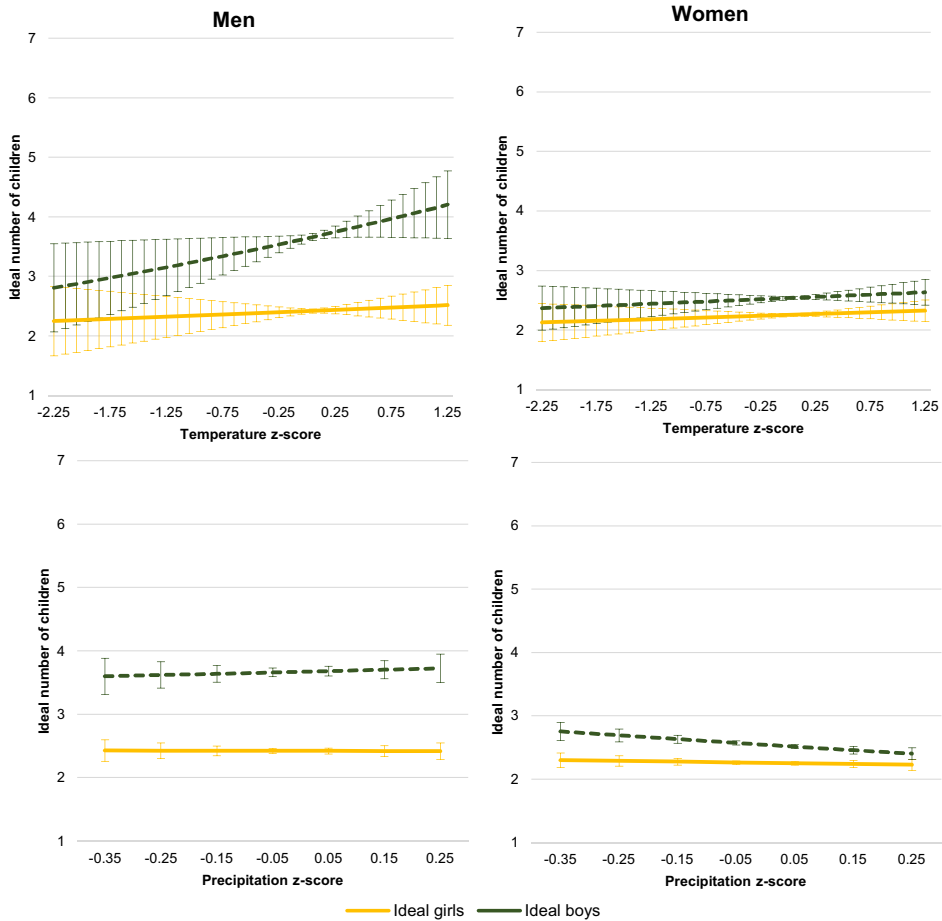 Men
7
6
5
4
3
2
1
Ideal number of children
-2.25 -1.75 -1.25 -0.75 -0.25 0.25 0.75 1.25
Temperature z-score
Women
7
6
5
4
3
2
1
Ideal number of children
-2.25 -1.75 -1.25 -0.75 -0.25 0.25 0.75 1.25
Temperature z-score
7
6
5
4
3
2
1
Ideal number of children
-0.35 -0.25 -0.15 -0.05 0.05 0.15 0.25
Precipitation z-score
7
6
5
4
3
2
1
Ideal number of children
-0.35 -0.25 -0.15 -0.05 0.05 0.15 0.25
Precipitation z-score
Ideal girls Ideal boys